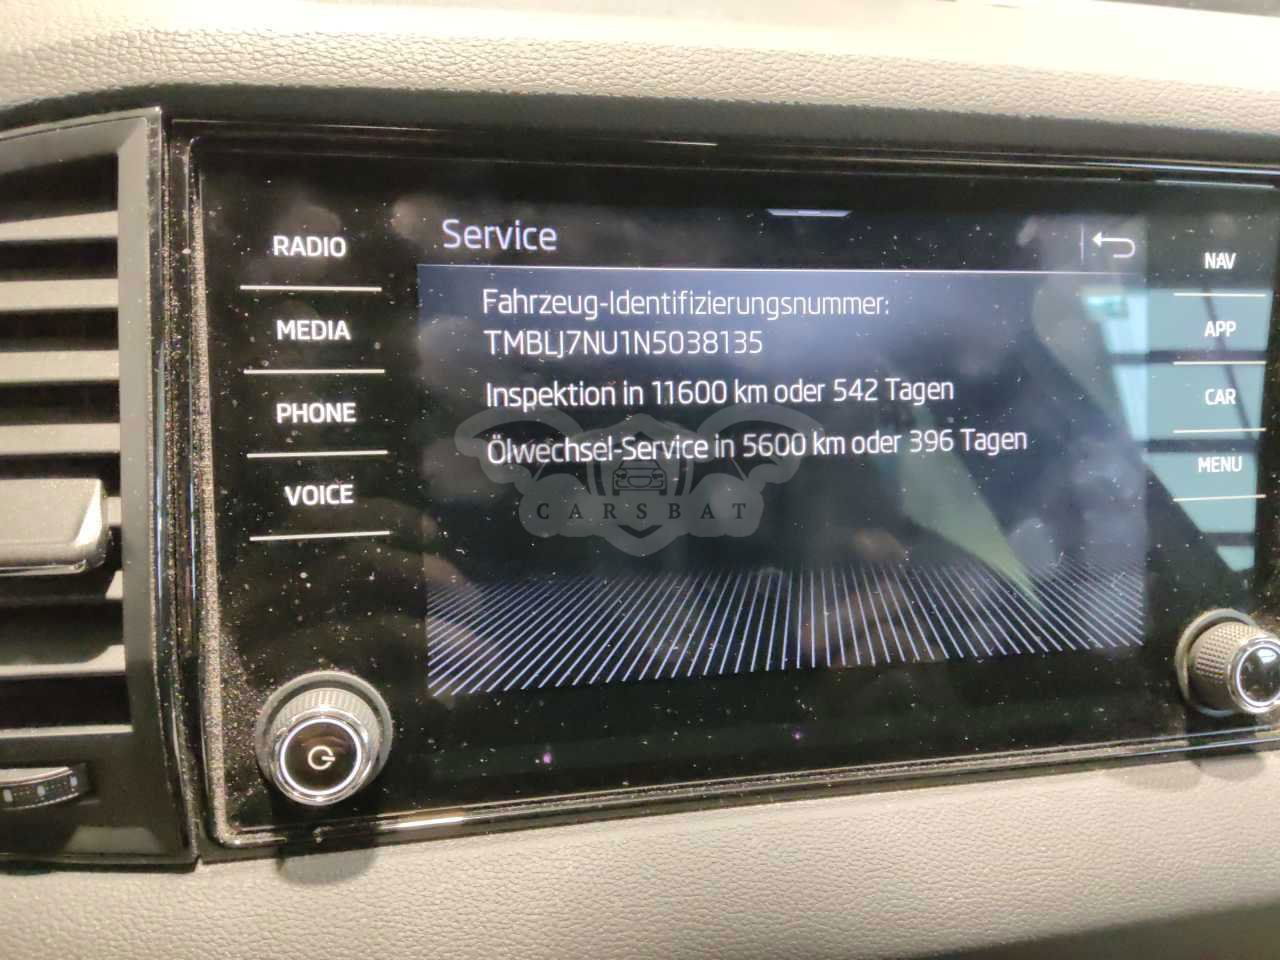 Service
RADIO
MEDIA
PHONE
VOICE
Fahrzeug-Identifizierungsnummer:
TMBLJ7NU1N5038135
Inspektion in 11600 km oder 542 Tagen
Ölwechsel-Service in 5600 km oder 396 Tagen
CARSBAT
NAV
APP
CAR
MENU